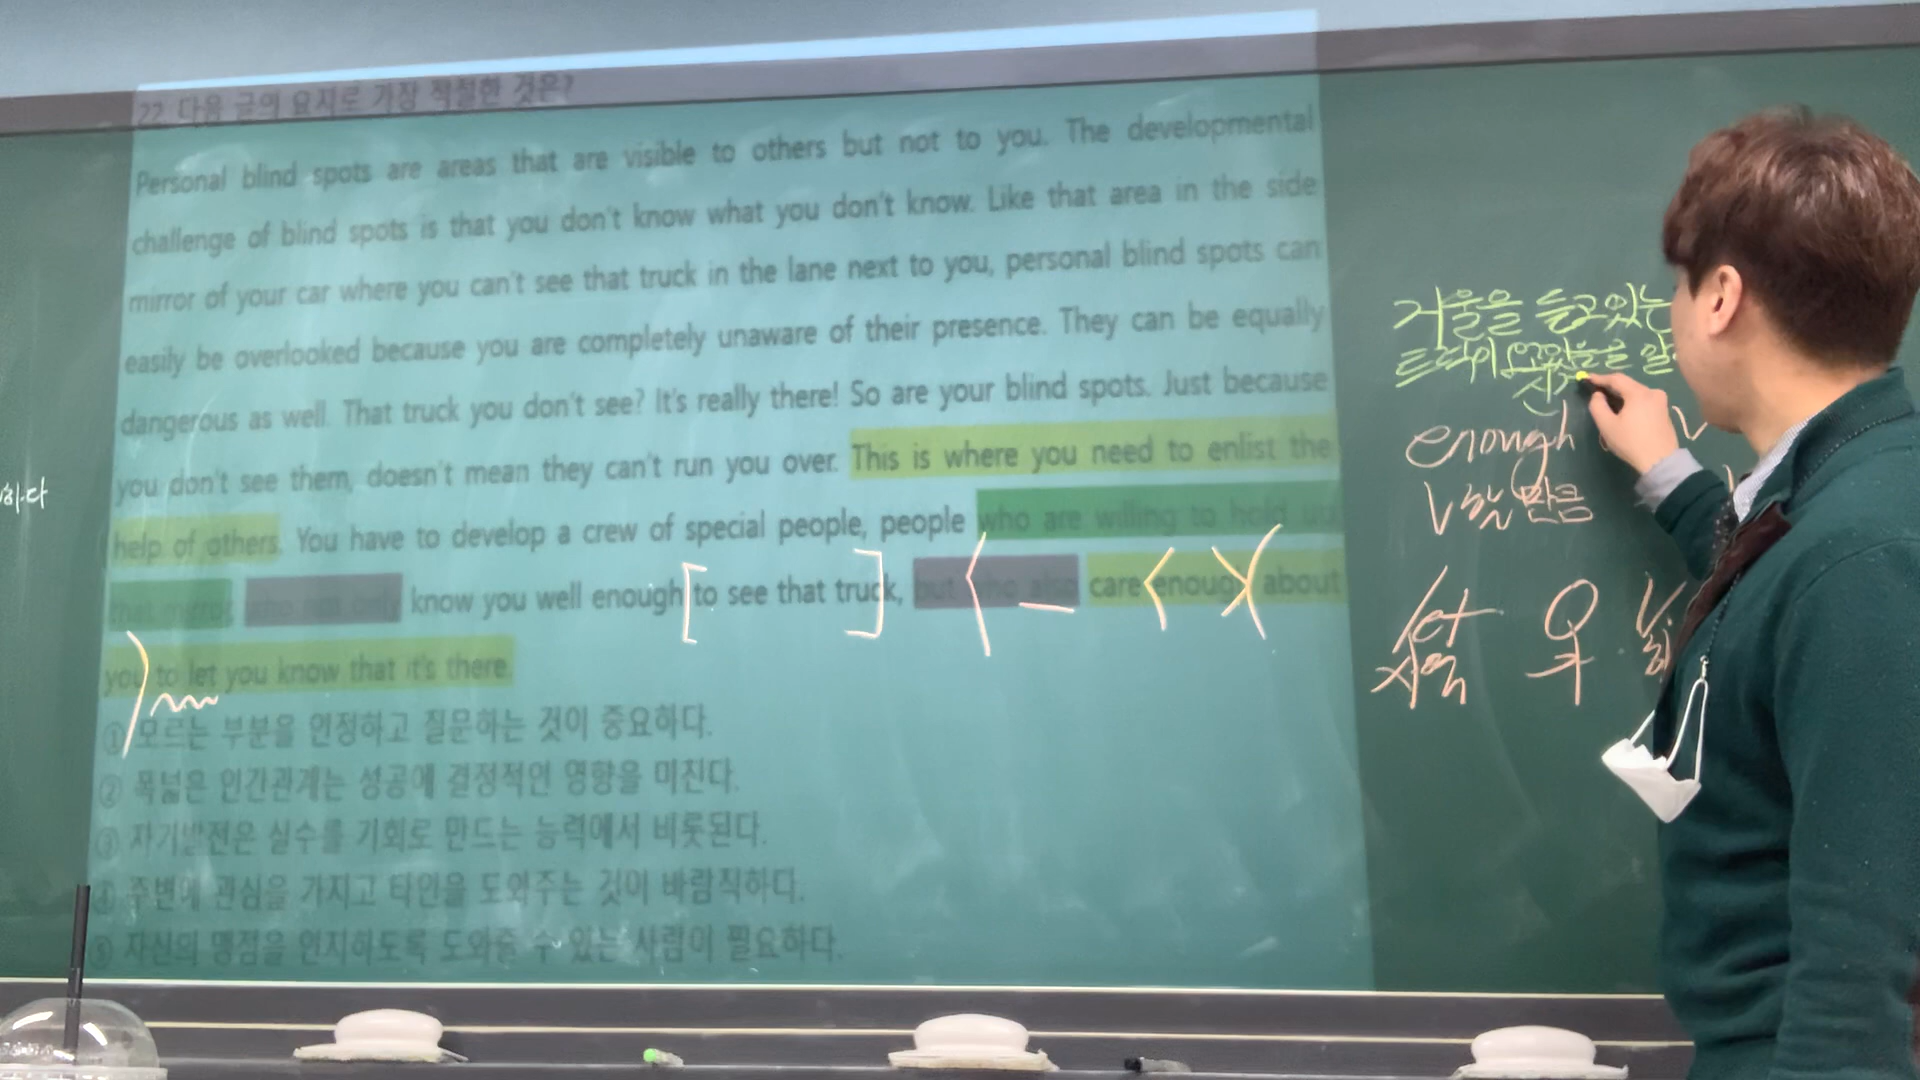 22. 다음 글의 요지로 가장 적절한 것은?
Personal blind spots are areas that are visible to others but not to you. The developmental
challenge of blind spots is that you don't know what you don't know. Like that area in the side
mirror of your car where you can't see that truck in the lane next to you, personal blind spots can
easily be overlooked because you are completely unaware of their presence. They can be equally
dangerous as well. That truck you don't see? It's really there! So are your blind spots. Just because
you don't see them, doesn't mean they can't run you over. This is where you need to enlist the
help of others. You have to develop a crew of special people, people who are willing to hold up
that mirror, who not only know you well enough to see that truck, but who also care enough about
you to let you know that it's there.
① 모르는 부분을 인정하고 질문하는 것이 중요하다.
② 폭넓은 인간관계는 성공에 결정적인 영향을 미친다.
③ 자기발전은 실수를 기회로 만드는 능력에서 비롯된다.
④ 주변에 관심을 가지고 타인을 도와주는 것이 바람직하다.
⑤ 자신의 맹점을 인지하도록 도와줄 수 있는 사람이 필요하다.
하다
거울을 들고있는
트럭이
enough
V 할 만큼
let